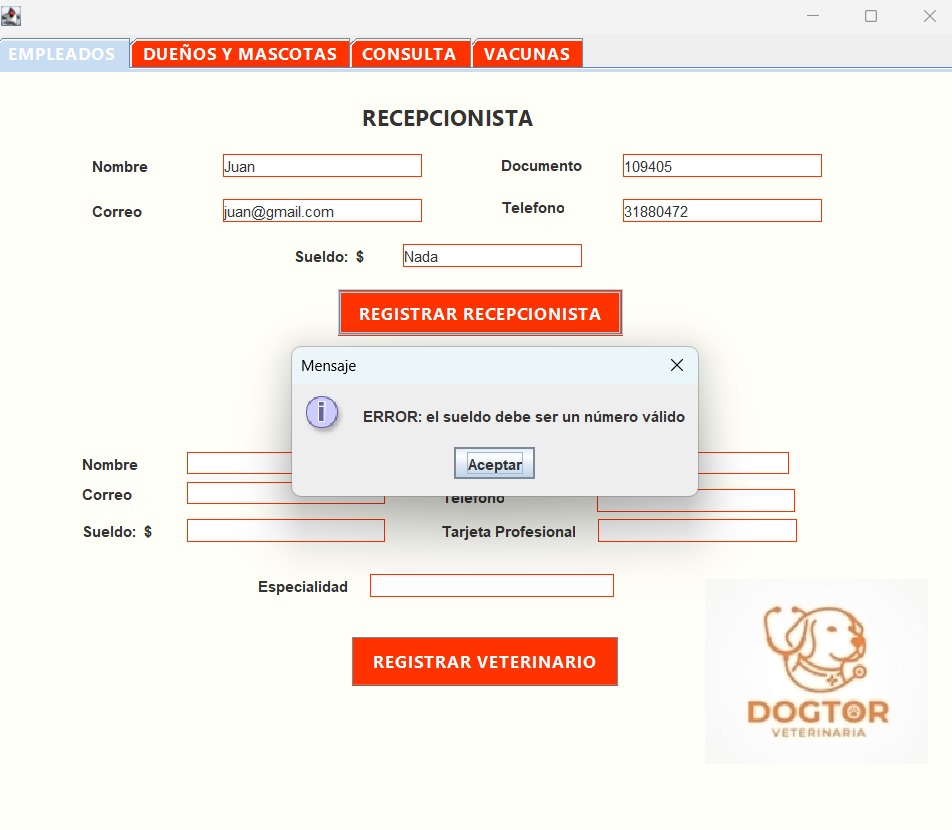 EMPLEADOS DUEÑOS Y MASCOTAS CONSULTA VACUNAS
RECEPCIONISTA
Nombre Juan Documento 109405
Correo juan@gmail.com Telefono 31880472
Sueldo: $ Nada
REGISTRAR RECEPCIONISTA
Mensaje
ERROR: el sueldo debe ser un número válido
Aceptar
Nombre
Correo Telefono
Sueldo: $ Tarjeta Profesional
Especialidad
REGISTRAR VETERINARIO
DOGTOR
VETERINARIA